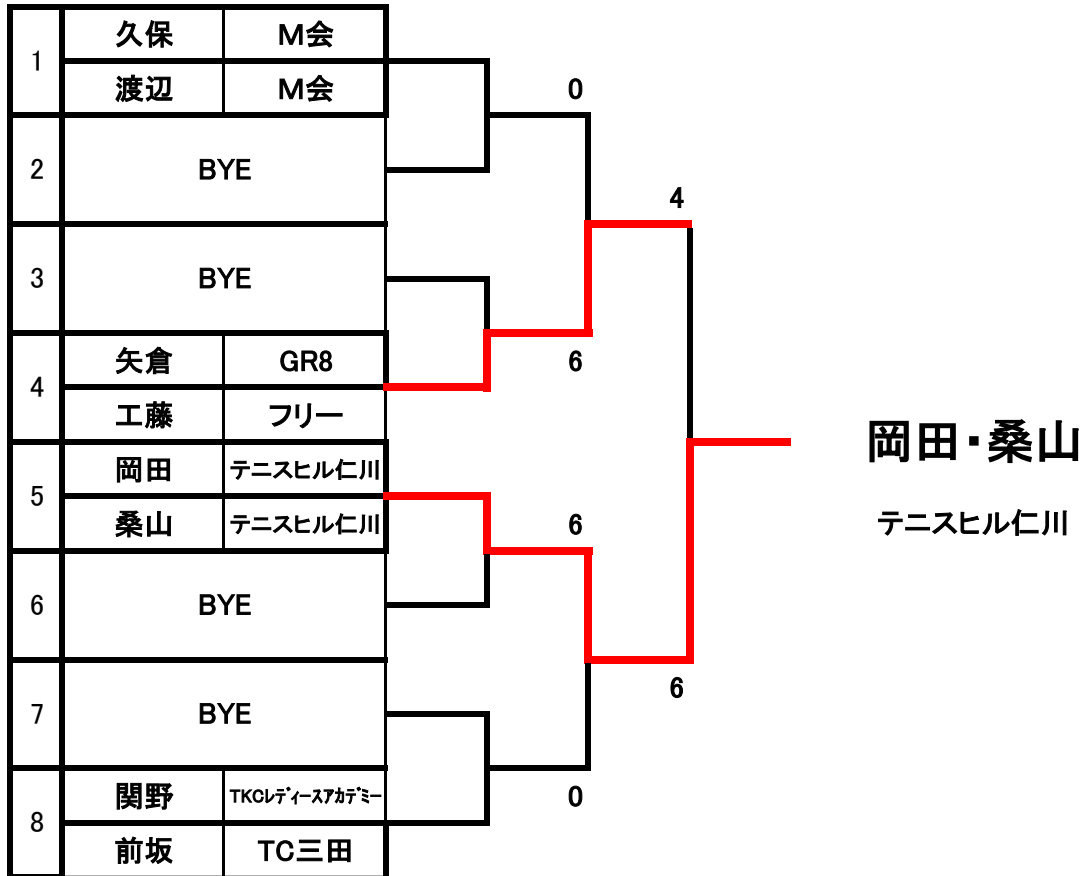 1 久保 M会
渡辺 M会
0
2 BYE
4
3 BYE
4 矢倉 GR8
6
工藤 フリー
岡田・桑山
5 岡田 テニスヒル仁川
桑山 テニスヒル仁川
6
テニスヒル仁川
6 BYE
6
7 BYE
8 関野 TKCレディースアカデミー
0
前坂 TC三田